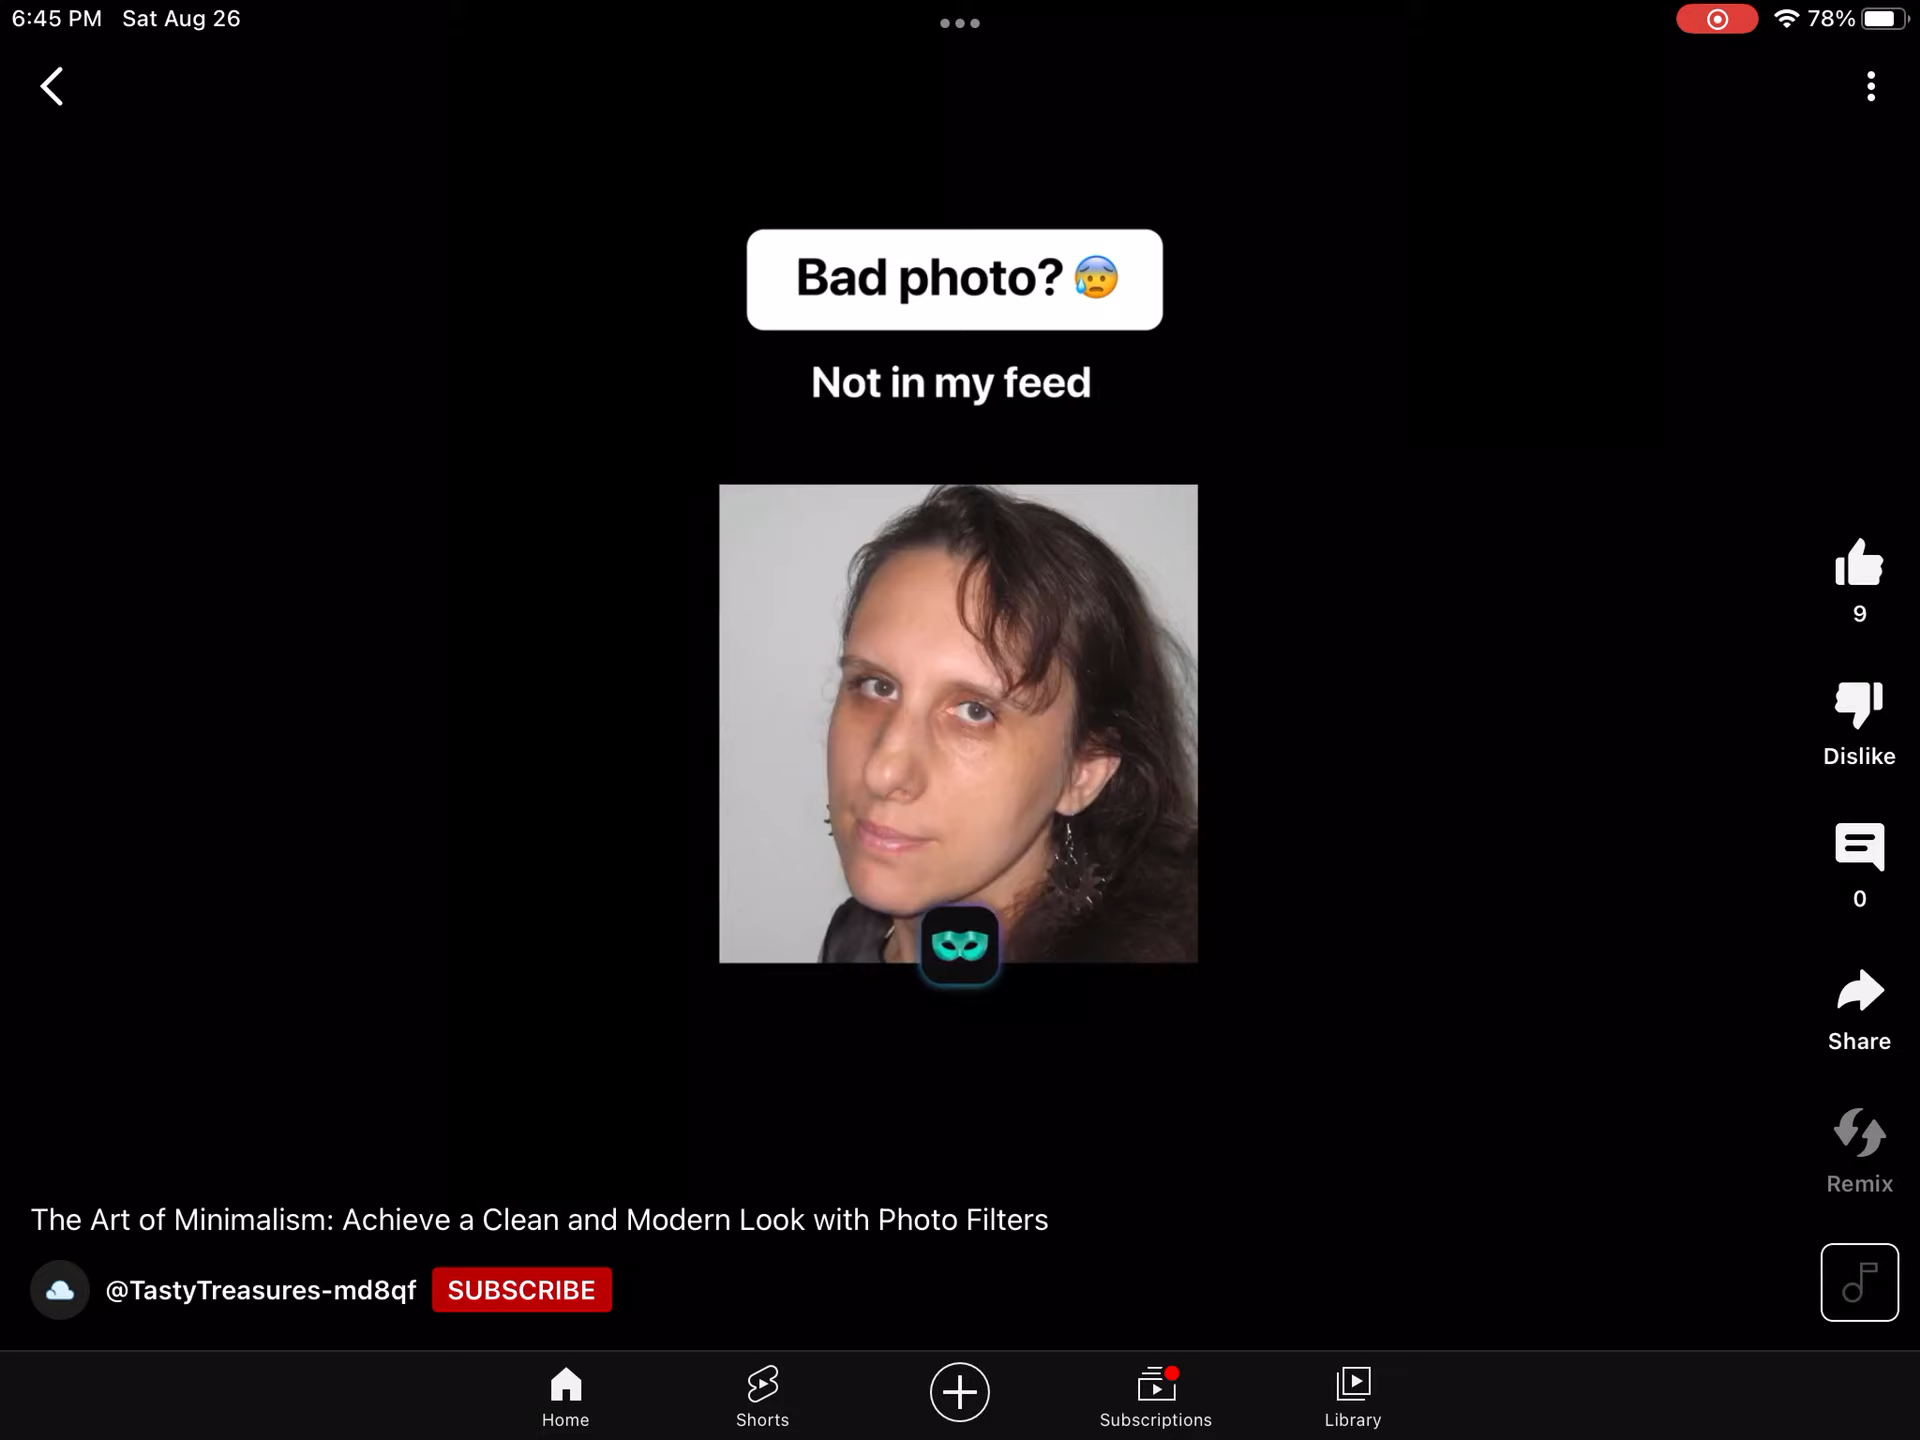 6:45 PM Sat Aug 26
78%
Bad photo? 😰
Not in my feed
9
Dislike
0
Share
Remix
The Art of Minimalism: Achieve a Clean and Modern Look with Photo Filters
@TastyTreasures-md8qf SUBSCRIBE
Home Shorts Subscriptions Library